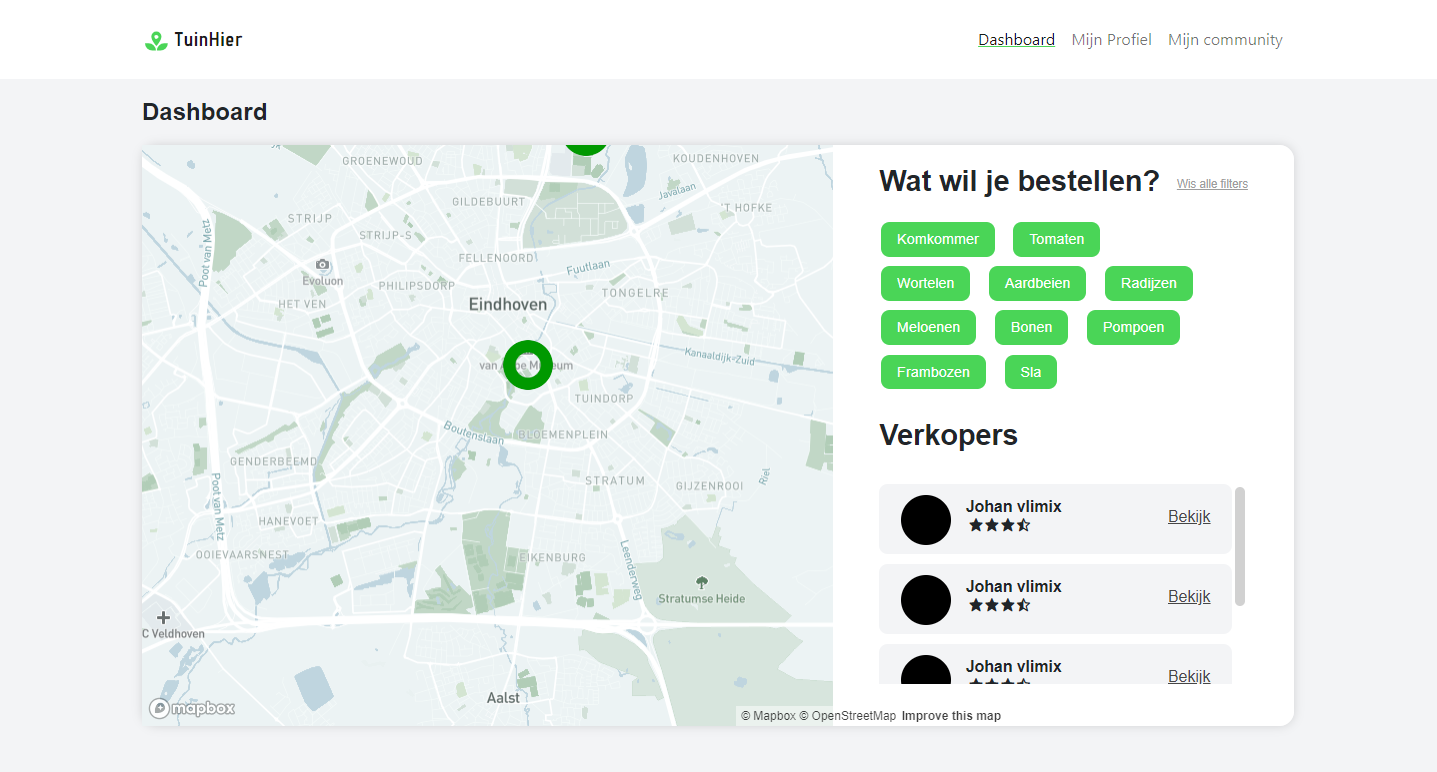 TuinHier
Dashboard Mijn Profiel Mijn community
Dashboard
GROENEWOUD
KOUDENHOVEN
Javalaan
GILDEBUURT
'T HOFKE
STRIJP
Poot van Metz
STRIJP-S
FELLENOORD
Fuutlaan
Evoluon
PHILIPSDORP
TONGELRE
HET VEN
Eindhoven
Kanaaldijk-Zuid
van Abbe Museum
TUINDORP
Boutenslaan
BLOEMENPLEIN
GENDERBEEMD
Riel
STRATUM
GIJZENROOI
Poot van Metz
HANEVOET
OOIEVAARSNEST
EIKENBURG
Leenderweg
Stratumse Heide
C Veldhoven
Aalst
mapbox
© Mapbox © OpenStreetMap Improve this map
Wat wil je bestellen? Wis alle filters
Komkommer Tomaten
Wortelen Aardbeien Radijzen
Meloenen Bonen Pompoen
Frambozen Sla
Verkopers
Johan vlimix
Bekijk
Johan vlimix
Bekijk
Johan vlimix
Bekijk